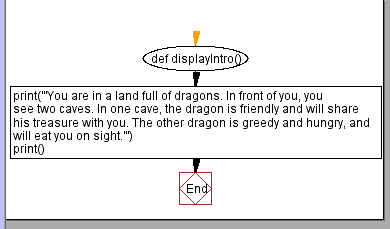 def displayIntro()
print('''You are in a land full of dragons. In front of you, you
see two caves. In one cave, the dragon is friendly and will share
his treasure with you. The other dragon is greedy and hungry, and
will eat you on sight.''')
print()
End